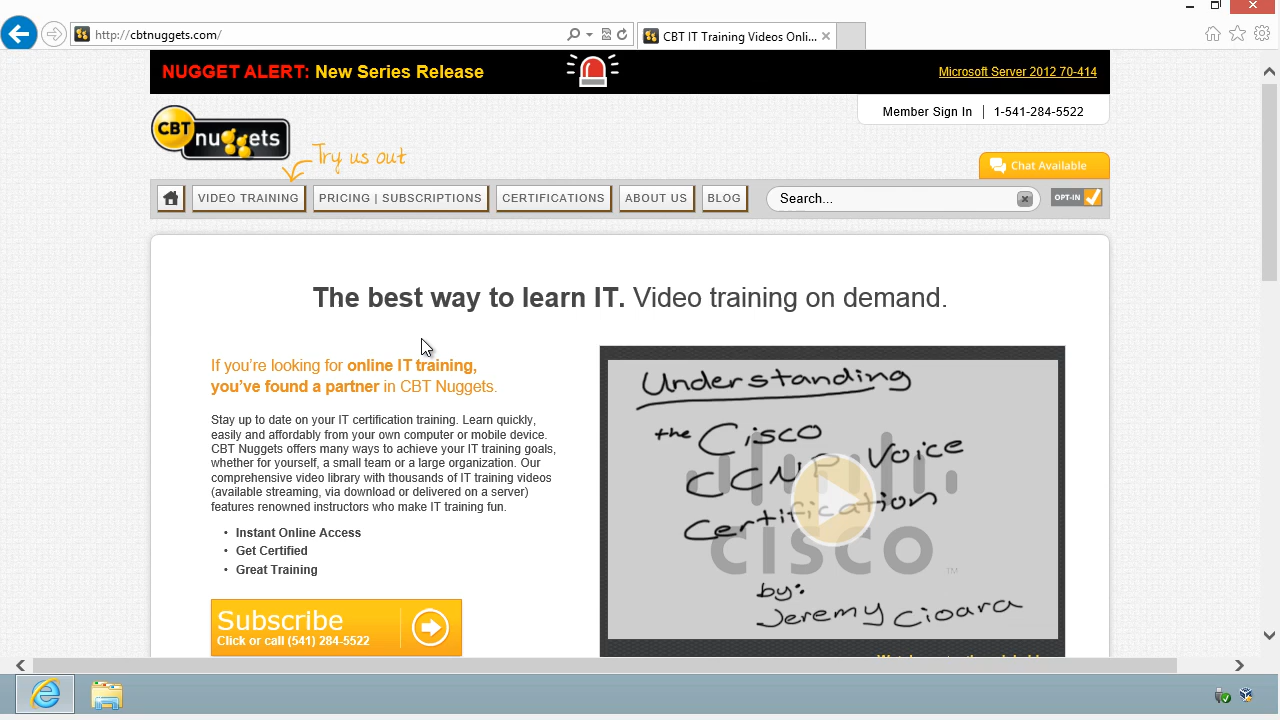 http://cbtnuggets.com/
CBT IT Training Videos Onli...
NUGGET ALERT: New Series Release
Microsoft Server 2012 70-414
Member Sign In | 1-541-284-5522
CBT nuggets
Try us out
Chat Available
VIDEO TRAINING
PRICING | SUBSCRIPTIONS
CERTIFICATIONS
ABOUT US
BLOG
Search...
OPT-IN
The best way to learn IT. Video training on demand.
If you're looking for online IT training,
you've found a partner in CBT Nuggets.
Stay up to date on your IT certification training. Learn quickly,
easily and affordably from your own computer or mobile device.
CBT Nuggets offers many ways to achieve your IT training goals,
whether for yourself, a small team or a large organization. Our
comprehensive video library with thousands of IT training videos
(available streaming, via download or delivered on a server)
features renowned instructors who make IT training fun.
• Instant Online Access
• Get Certified
• Great Training
Subscribe
Click or call (541) 284-5522
Understanding
the Cisco
CCNP Voice
Certification
CISCO
TM
by:
Jeremy Cioara